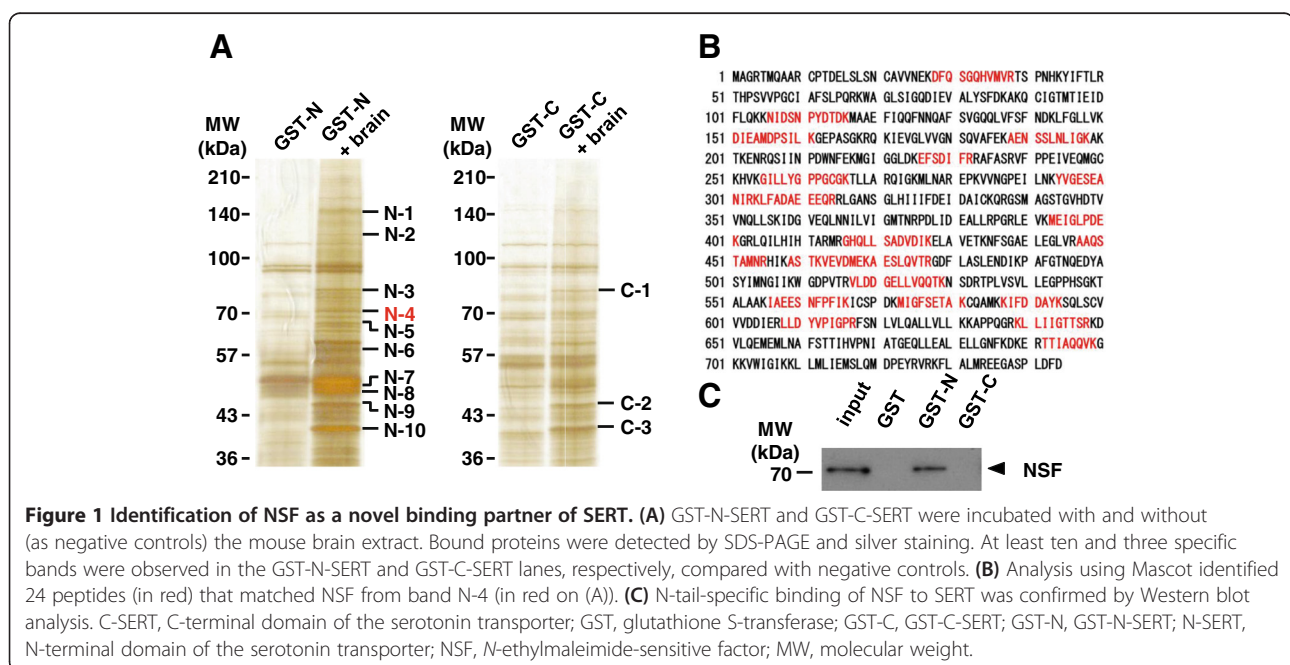 A
GST-N
GST-N + brain
MW (kDa)
210
140
100
70
57
43
36
N-1
N-2
N-3
N-4
N-5
N-6
N-7
N-8
N-9
N-10
GST-C
GST-C + brain
MW (kDa)
210
140
100
70
57
43
36
C-1
C-2
C-3
B
1 MAGRTMQAAR CPTDELSLSN CAVVNEKDFQ SGQHVMVRTS PNHKYIFTLR
51 THPSVVPGCI AFSLPQRKWA GLSIGQDIEV ALYSFDKAKQ CIGTMTIEID
101 FLQKKNIDSN PYDTDKMAAE FIQQFNNQAF SVGQQLVFSF NDKLFGLLVK
151 DIEAMDPSIL KGEPASGKRQ KIEVGLVVGN SQVAFEKAEN SSLNLIGKAK
201 TKENRQSIIN PDWNFEKMGI GGLDKEFSDI FRRAFASRVF PPEIVEQMGC
251 KHVKGILLYG PPGCGKTLLA RQIGKMLNAR EPKVVNGPEI LNKYVGESEA
301 NIRKLFADAE EEQRRLGANS GLHIIIFDEI DAICKQRGSM AGSTGVHDTV
351 VNQLLSKIDG VEQLNNILVI GMTNRPDLID EALLRPGRLE VKMEIGLPDE
401 KGRLQILHIH TARMRGHQLL SADVDIKELA VETKNFSGAE LEGLVRAAQS
451 TAMNRHIKAS TKVEVDMEKA ESLQVTRGDF LASLENDIKP AFGTNQEDYA
501 SYIMNGIIKW GDPVTRVLDD GELLVQQTKN SDRTPLVSVL LEGPPHSGKT
551 ALAAKIAEES NFPFIKICSP DKMIGFSETA KCQAMKKIFD DAYKSQLSCV
601 VVDDIERLLD YVPIGPRFSN LVLQALLVLL KKAPPQGRKL LIIGTTSRKD
651 VLQEMEMLNA FSTTIHVPNI ATGEQLLEAL ELLGNFKDKE RTTIAQQVKG
701 KKVWIGIKKL LMLIEMSLQM DPEYRVRKFL ALMREEGASP LDFD
C
input
GST
GST-N
GST-C
MW (kDa)
70
NSF
Figure 1 Identification of NSF as a novel binding partner of SERT. (A) GST-N-SERT and GST-C-SERT were incubated with and without
(as negative controls) the mouse brain extract. Bound proteins were detected by SDS-PAGE and silver staining. At least ten and three specific
bands were observed in the GST-N-SERT and GST-C-SERT lanes, respectively, compared with negative controls. (B) Analysis using Mascot identified
24 peptides (in red) that matched NSF from band N-4 (in red on (A)). (C) N-tail-specific binding of NSF to SERT was confirmed by Western blot
analysis. C-SERT, C-terminal domain of the serotonin transporter; GST, glutathione S-transferase; GST-C, GST-C-SERT; GST-N, GST-N-SERT; N-SERT,
N-terminal domain of the serotonin transporter; NSF, N-ethylmaleimide-sensitive factor; MW, molecular weight.